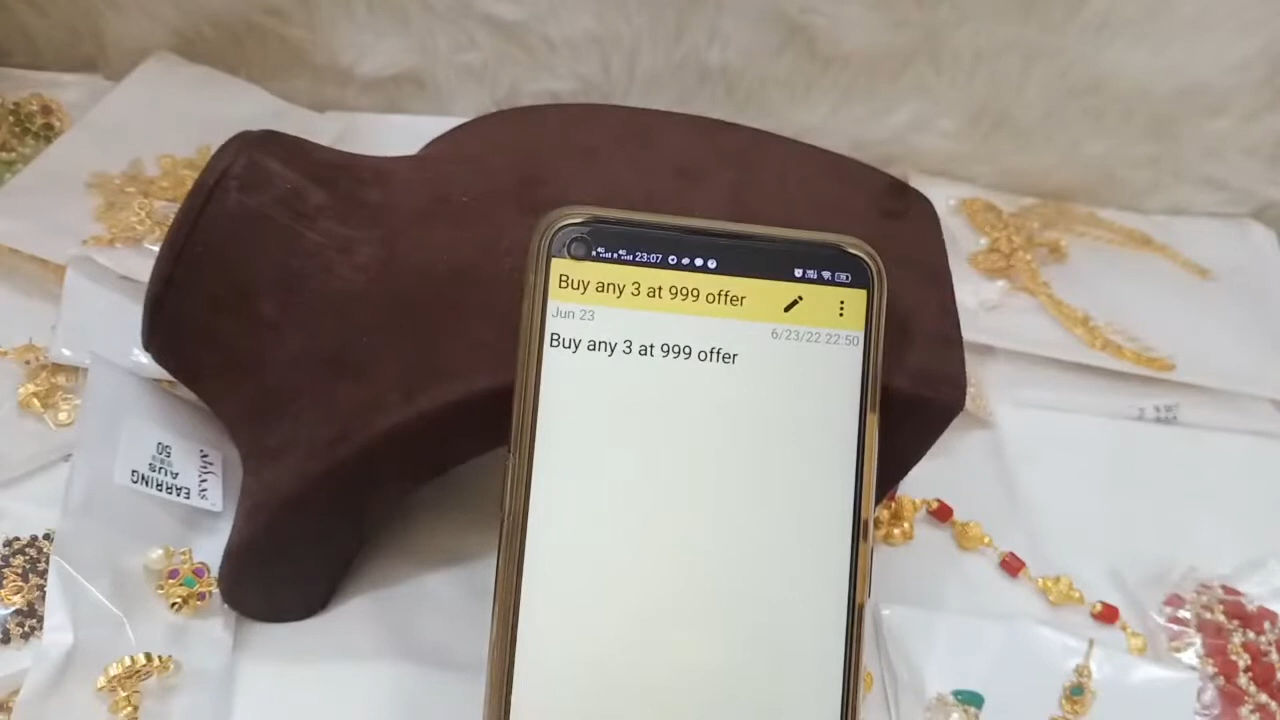 23:07
Buy any 3 at 999 offer
Jun 23
6/23/22 22:50
Buy any 3 at 999 offer
ahsaas
EARRING
AUS
50